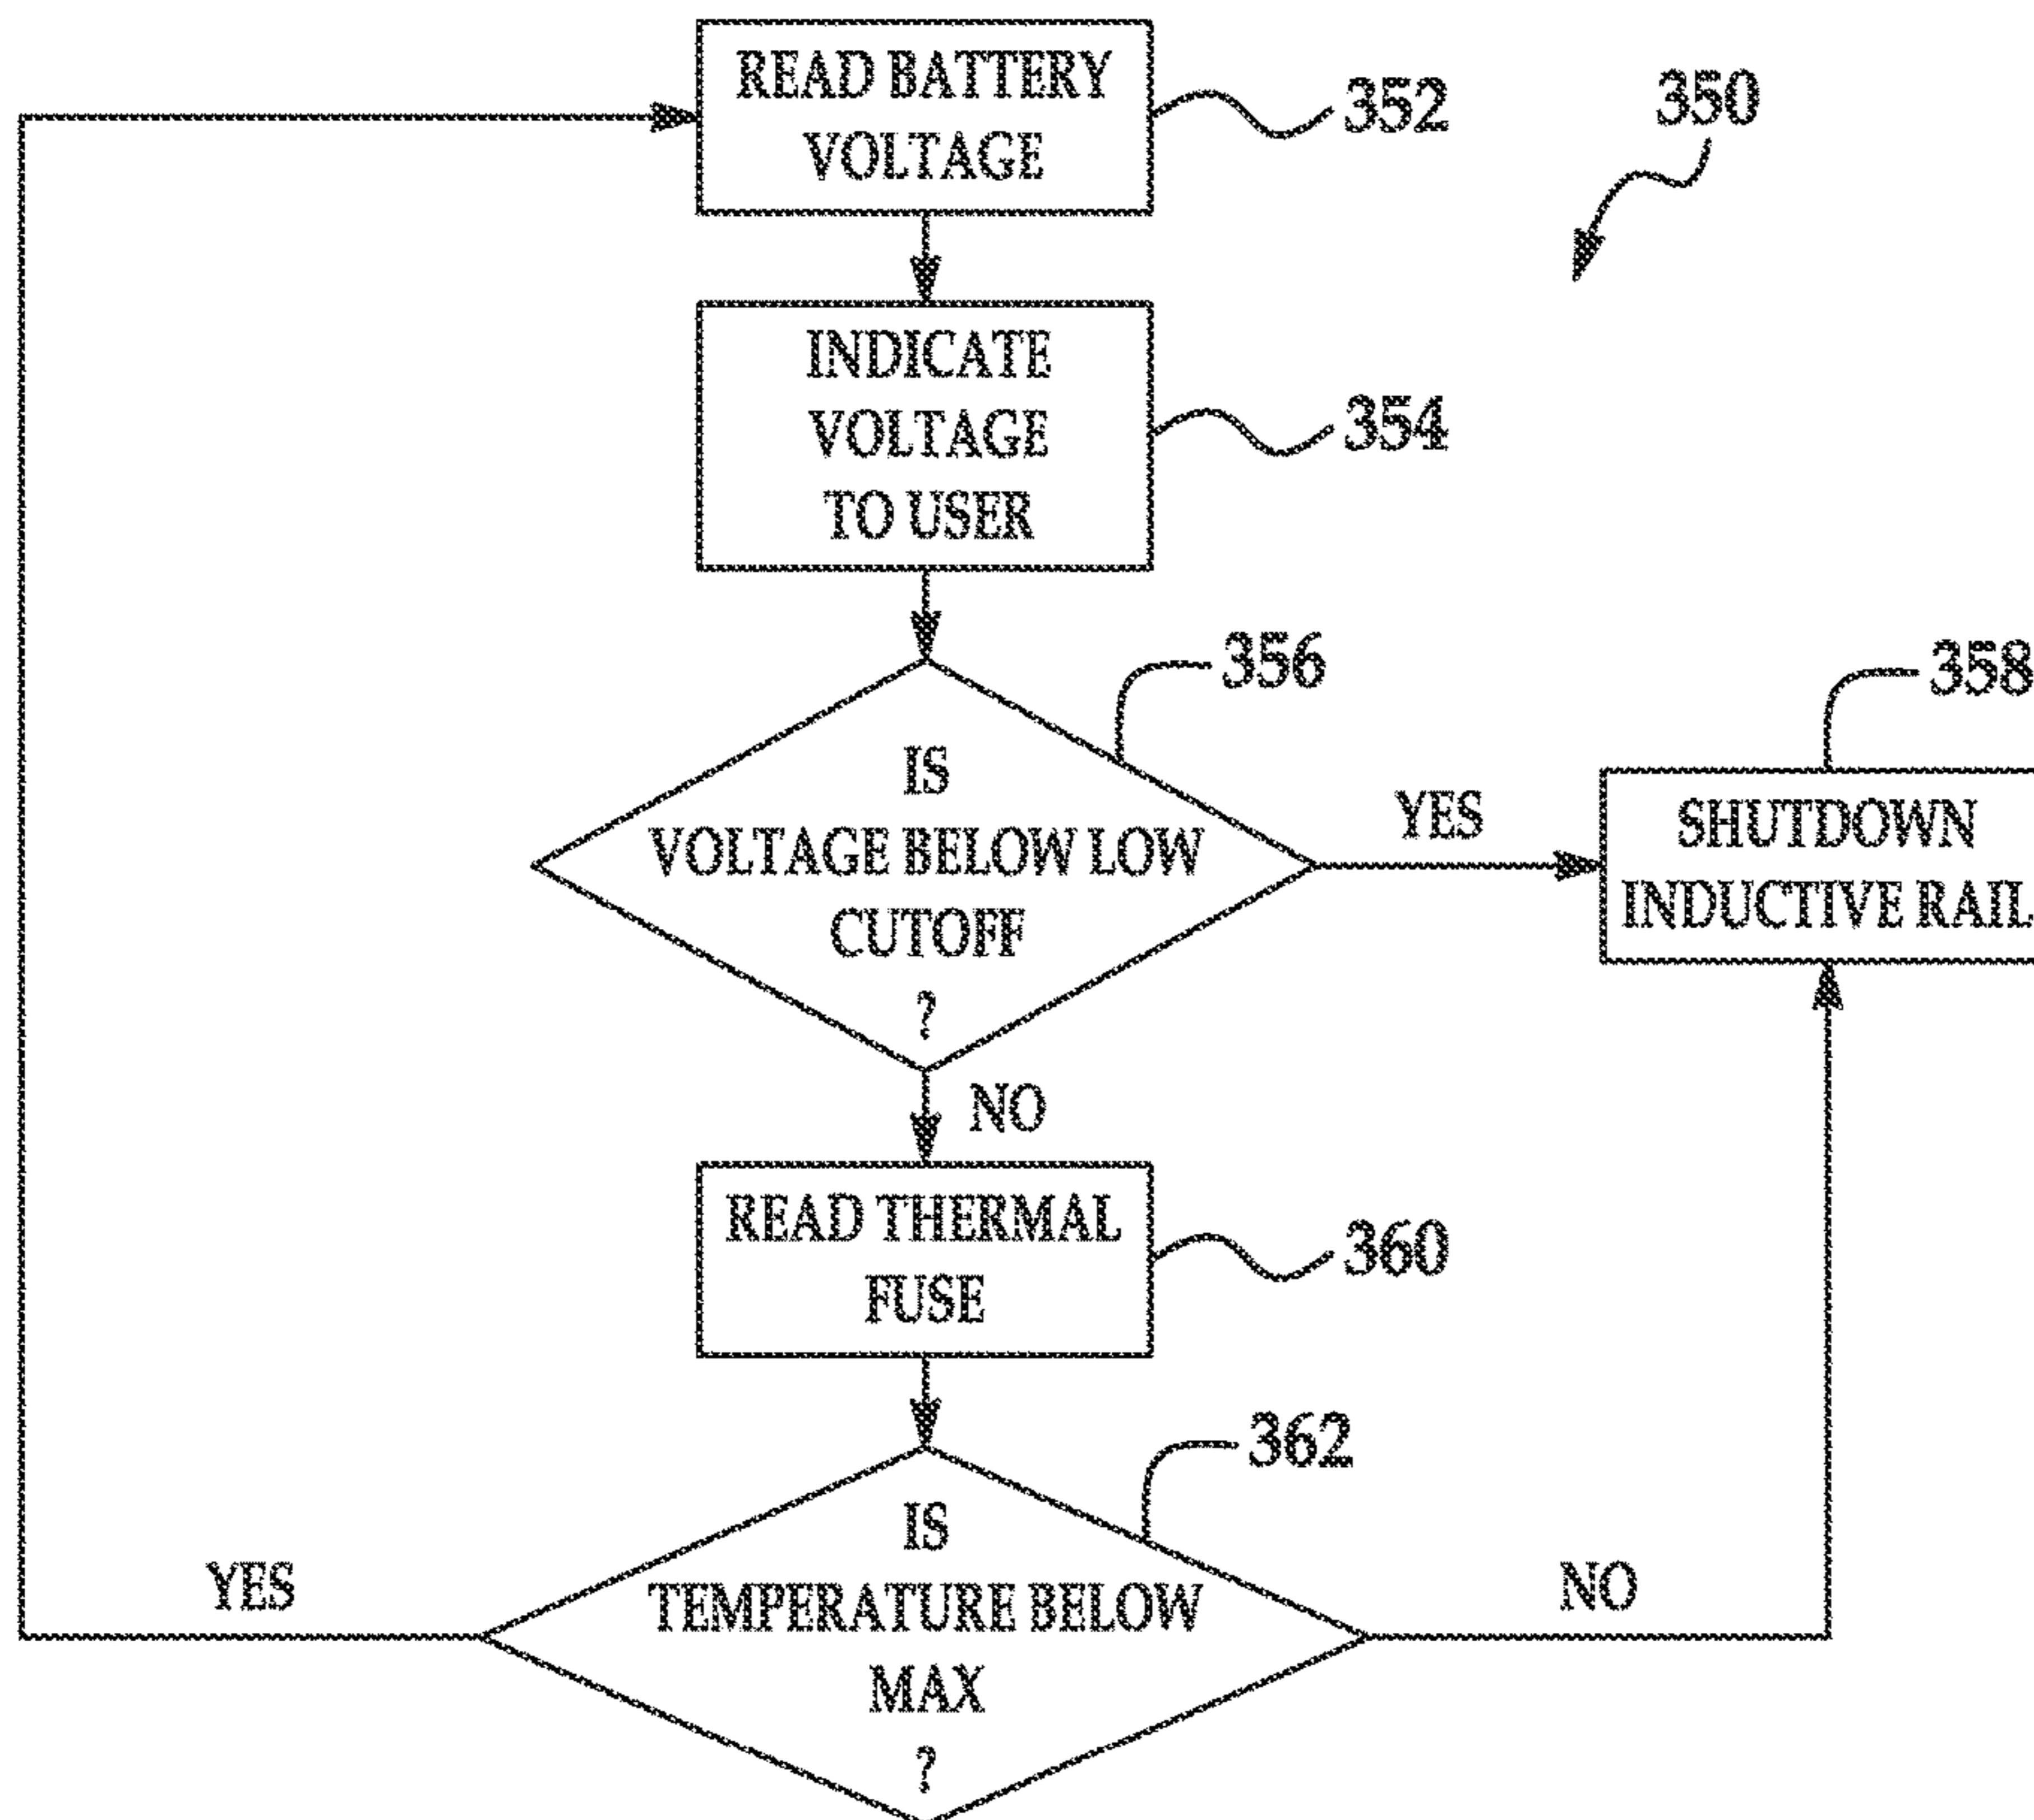 READ BATTERY
VOLTAGE
352
350
INDICATE
VOLTAGE
TO USER
354
356
IS
VOLTAGE BELOW LOW
CUTOFF
?
YES
358
SHUTDOWN
INDUCTIVE RAIL
NO
READ THERMAL
FUSE
360
362
IS
TEMPERATURE BELOW
MAX
?
YES
NO